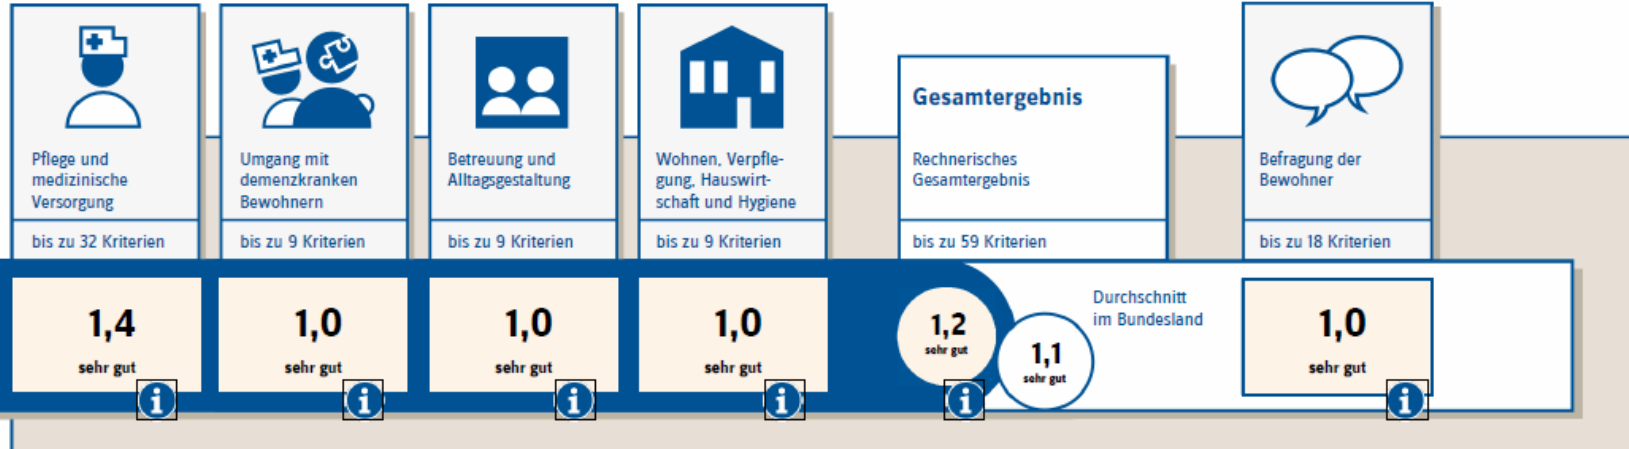 Pflege und
medizinische
Versorgung
bis zu 32 Kriterien
1,4
sehr gut
Umgang mit
demenzkranken
Bewohnern
bis zu 9 Kriterien
1,0
sehr gut
Betreuung und
Alltagsgestaltung
bis zu 9 Kriterien
1,0
sehr gut
Wohnen, Verpfle-
gung, Hauswirt-
schaft und Hygiene
bis zu 9 Kriterien
1,0
sehr gut
Gesamtergebnis
Rechnerisches
Gesamtergebnis
bis zu 59 Kriterien
1,2
sehr gut
1,1
sehr gut
Durchschnitt
im Bundesland
Befragung der
Bewohner
bis zu 18 Kriterien
1,0
sehr gut